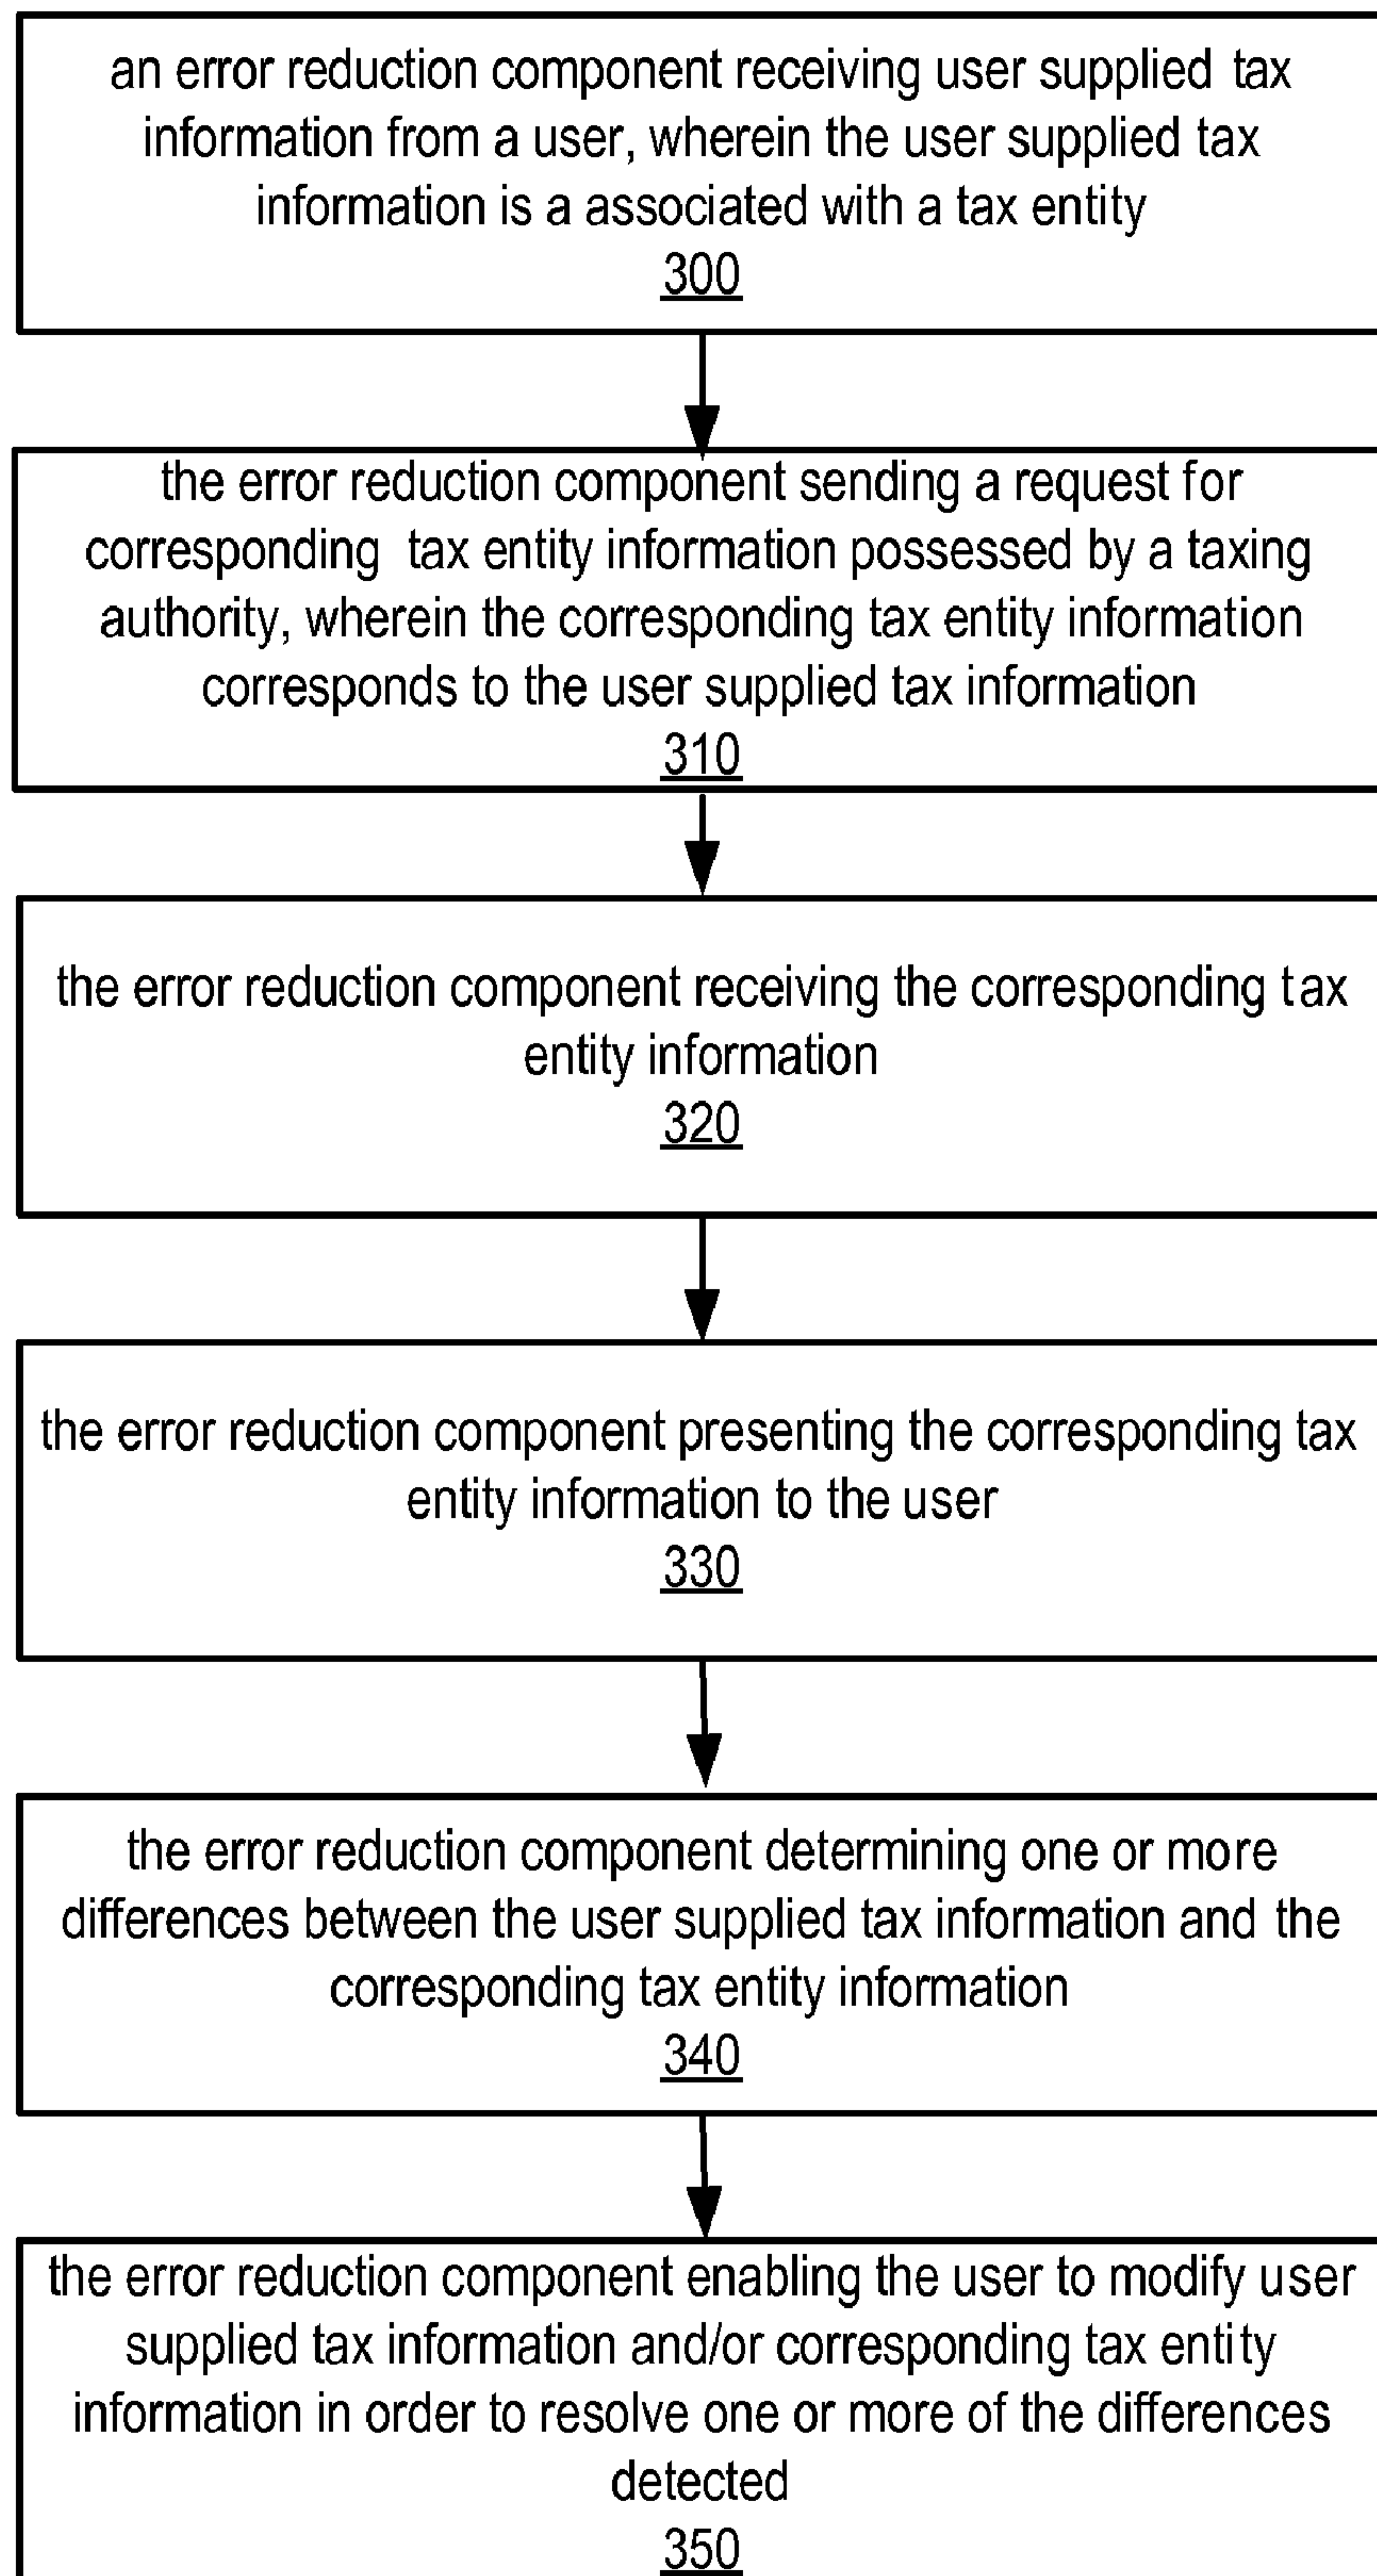 an error reduction component receiving user supplied tax
information from a user, wherein the user supplied tax
information is a associated with a tax entity
300
the error reduction component sending a request for
corresponding tax entity information possessed by a taxing
authority, wherein the corresponding tax entity information
corresponds to the user supplied tax information
310
the error reduction component receiving the corresponding tax
entity information
320
the error reduction component presenting the corresponding tax
entity information to the user
330
the error reduction component determining one or more
differences between the user supplied tax information and the
corresponding tax entity information
340
the error reduction component enabling the user to modify user
supplied tax information and/or corresponding tax entity
information in order to resolve one or more of the differences
detected
350